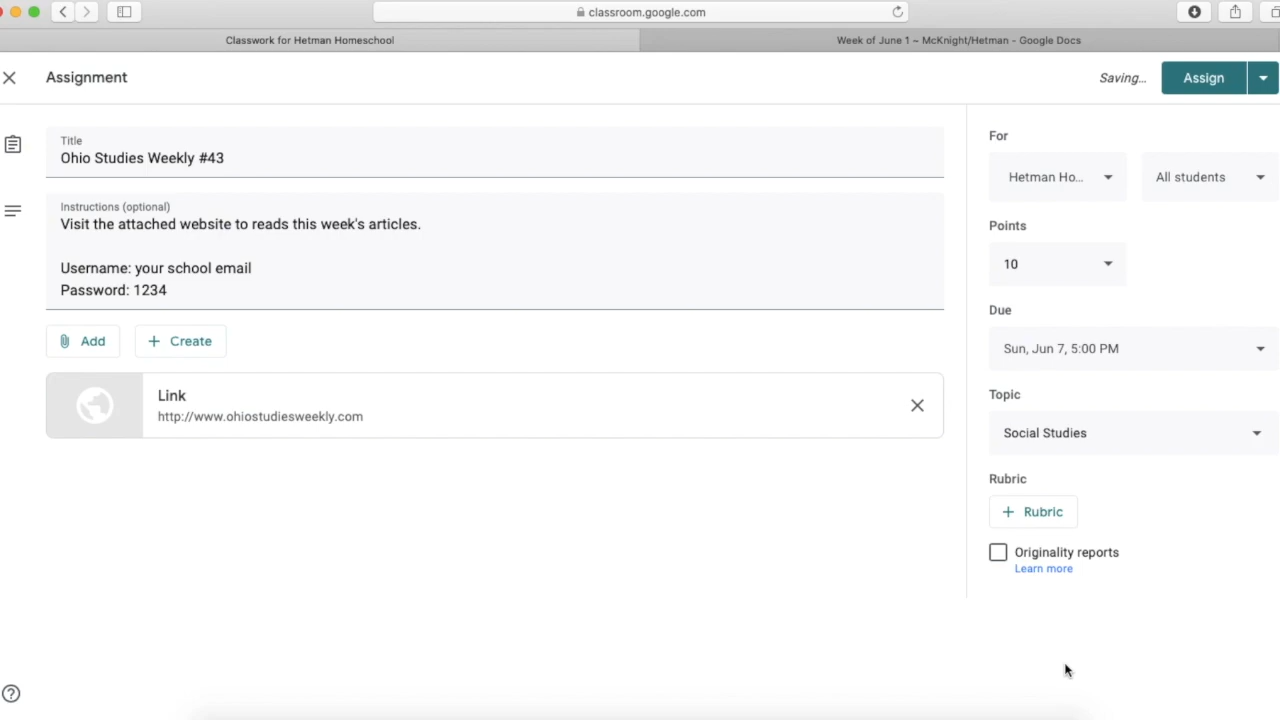 classroom.google.com
Classwork for Hetman Homeschool
Week of June 1 ~ McKnight/Hetman - Google Docs
Assignment
Saving...
Assign
Title
Ohio Studies Weekly #43
Instructions (optional)
Visit the attached website to reads this week's articles.
Username: your school email
Password: 1234
Add
+ Create
Link
http://www.ohiostudiesweekly.com
For
Hetman Ho...
All students
Points
10
Due
Sun, Jun 7, 5:00 PM
Topic
Social Studies
Rubric
+ Rubric
Originality reports
Learn more